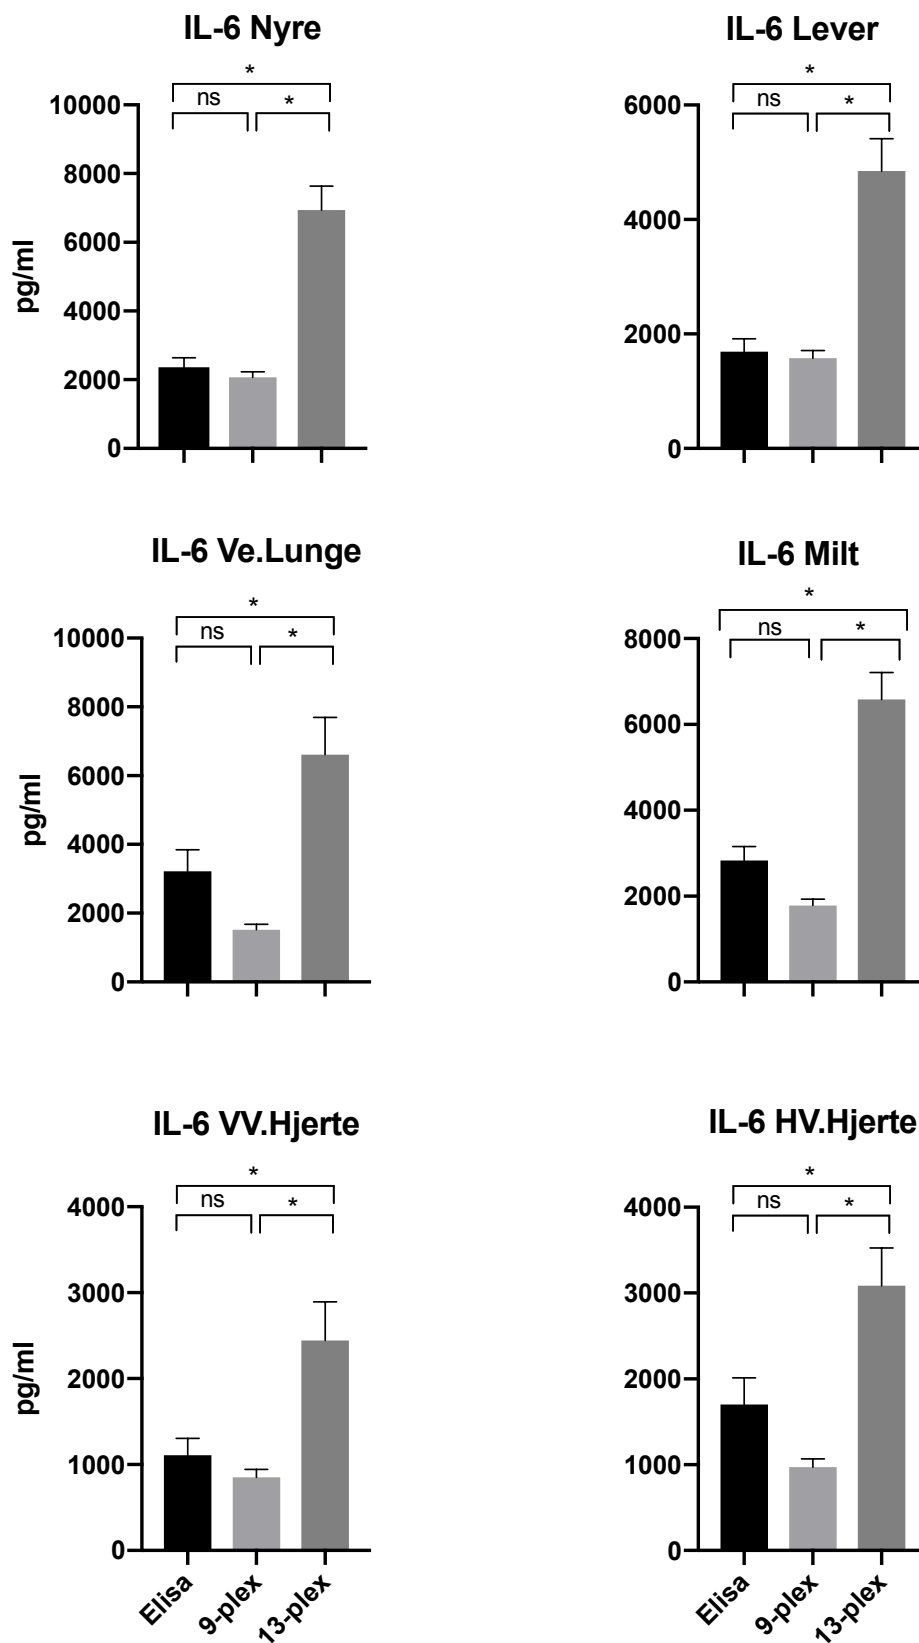 IL-6 Nyre
*
ns
*
10000
8000
6000
4000
2000
0
pg/ml
IL-6 Lever
*
ns
*
6000
4000
2000
0
IL-6 Ve.Lunge
*
ns
*
10000
8000
6000
4000
2000
0
pg/ml
IL-6 Milt
*
ns
*
8000
6000
4000
2000
0
IL-6 VV.Hjerte
*
ns
*
4000
3000
2000
1000
0
pg/ml
Elisa
9-plex
13-plex
IL-6 HV.Hjerte
*
ns
*
4000
3000
2000
1000
0
Elisa
9-plex
13-plex